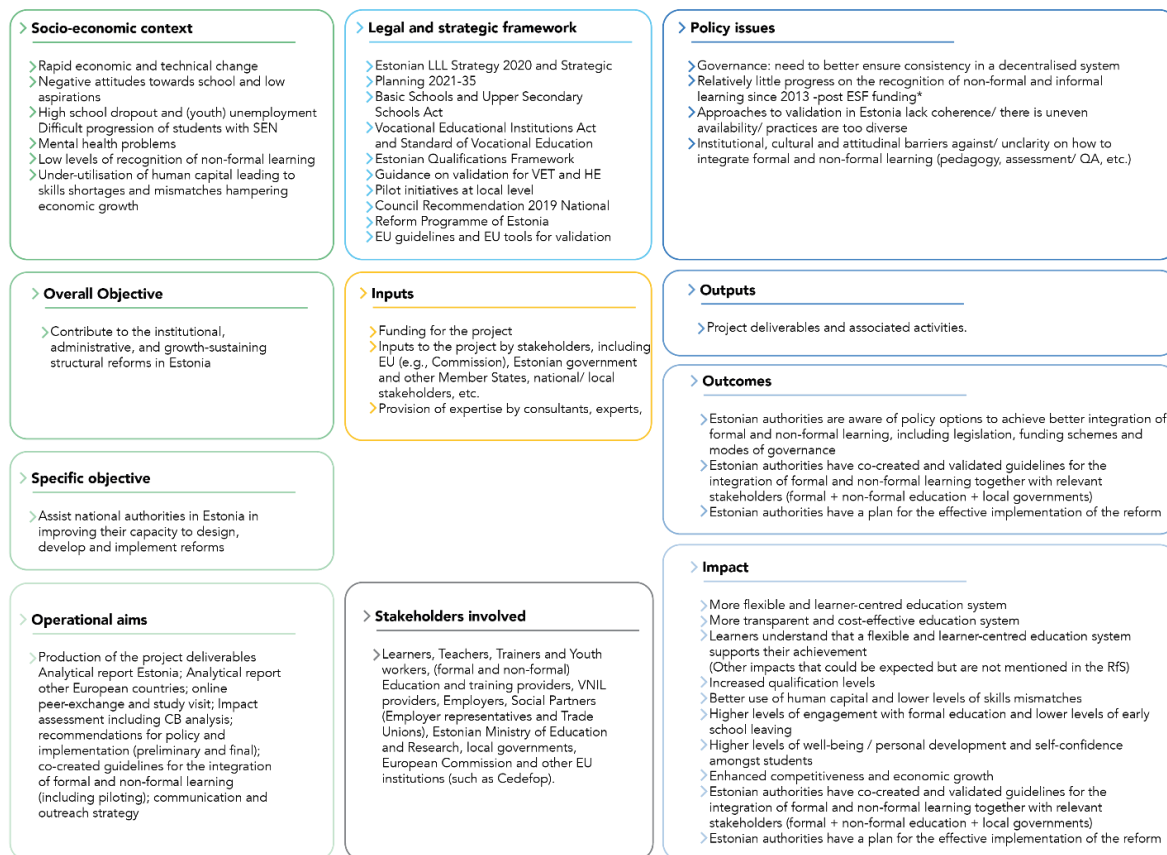 Socio-economic context
Rapid economic and technical change
Negative attitudes towards school and low
aspirations
High school dropout and (youth) unemployment
Difficult progression of students with SEN
Mental health problems
Low levels of recognition of non-formal learning
Under-utilisation of human capital leading to
skills shortages and mismatches hampering
economic growth
Legal and strategic framework
Estonian LLL Strategy 2020 and Strategic
Planning 2021-35
Basic Schools and Upper Secondary
Schools Act
Vocational Educational Institutions Act
and Standard of Vocational Education
Estonian Qualifications Framework
Guidance on validation for VET and HE
Pilot initiatives at local level
Council Recommendation 2019 National
Reform Programme of Estonia
EU guidelines and EU tools for validation
Policy issues
Governance: need to better ensure consistency in a decentralised system
Relatively little progress on the recognition of non-formal and informal
learning since 2013 -post ESF funding*
Approaches to validation in Estonia lack coherence/ there is uneven
availability/ practices are too diverse
Institutional, cultural and attitudinal barriers against/ unclarity on how to
integrate formal and non-formal learning (pedagogy, assessment/ QA, etc.)
Overall Objective
Contribute to the institutional,
administrative, and growth-sustaining
structural reforms in Estonia
Inputs
Funding for the project
Inputs to the project by stakeholders, including
EU (e.g., Commission), Estonian government
and other Member States, national/ local
stakeholders, etc.
Provision of expertise by consultants, experts,
Outputs
Project deliverables and associated activities.
Outcomes
Estonian authorities are aware of policy options to achieve better integration of
formal and non-formal learning, including legislation, funding schemes and
modes of governance
Estonian authorities have co-created and validated guidelines for the
integration of formal and non-formal learning together with relevant
stakeholders (formal + non-formal education + local governments)
Estonian authorities have a plan for the effective implementation of the reform
Specific objective
Assist national authorities in Estonia in
improving their capacity to design,
develop and implement reforms
Operational aims
Production of the project deliverables
Analytical report Estonia; Analytical report
other European countries; online
peer-exchange and study visit; Impact
assessment including CB analysis;
recommendations for policy and
implementation (preliminary and final);
co-created guidelines for the integration
of formal and non-formal learning
(including piloting); communication and
outreach strategy
Stakeholders involved
Learners, Teachers, Trainers and Youth
workers, (formal and non-formal)
Education and training providers, VNIL
providers, Employers, Social Partners
(Employer representatives and Trade
Unions), Estonian Ministry of Education
and Research, local governments,
European Commission and other EU
institutions (such as Cedefop).
Impact
More flexible and learner-centred education system
More transparent and cost-effective education system
Learners understand that a flexible and learner-centred education system
supports their achievement
(Other impacts that could be expected but are not mentioned in the RfS)
Increased qualification levels
Better use of human capital and lower levels of skills mismatches
Higher levels of engagement with formal education and lower levels of early
school leaving
Higher levels of well-being / personal development and self-confidence
amongst students
Enhanced competitiveness and economic growth
Estonian authorities have co-created and validated guidelines for the
integration of formal and non-formal learning together with relevant
stakeholders (formal + non-formal education + local governments)
Estonian authorities have a plan for the effective implementation of the reform